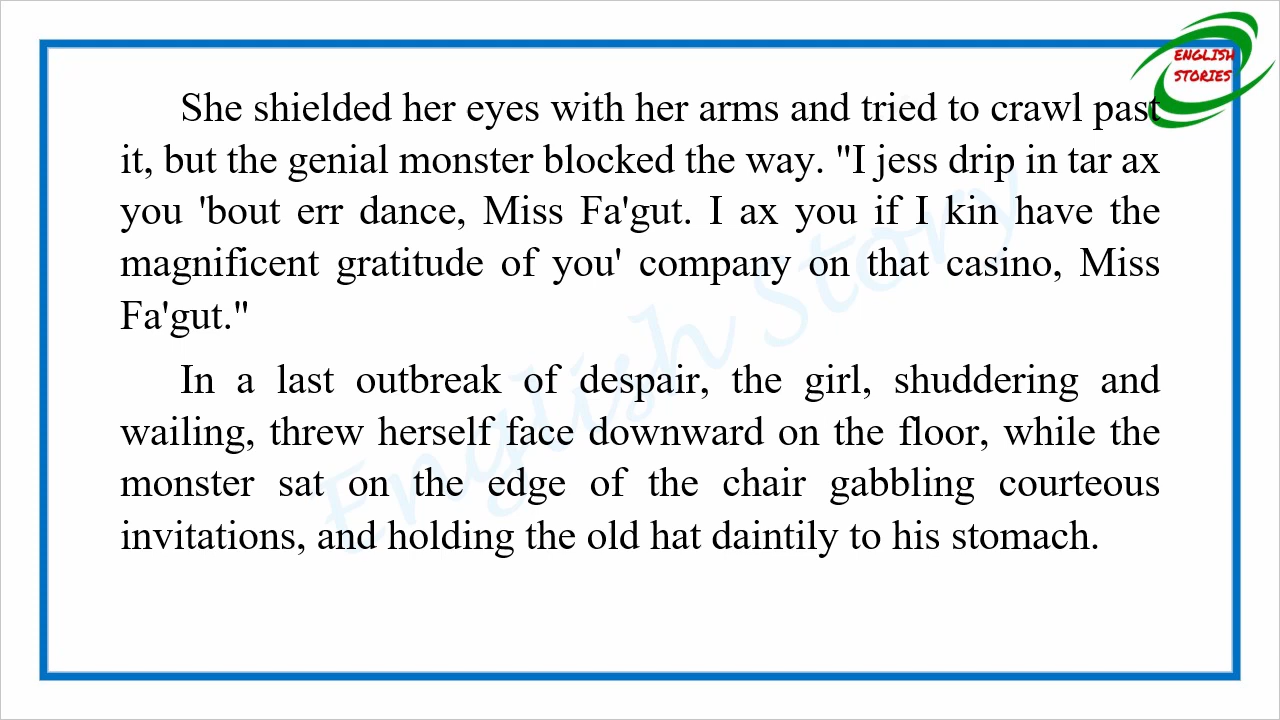 ENGLISH
STORIES
She shielded her eyes with her arms and tried to crawl past
it, but the genial monster blocked the way. "I jess drip in tar ax
you 'bout err dance, Miss Fa'gut. I ax you if I kin have the
magnificent gratitude of you' company on that casino, Miss
Fa'gut."
In a last outbreak of despair, the girl, shuddering and
wailing, threw herself face downward on the floor, while the
monster sat on the edge of the chair gabbling courteous
invitations, and holding the old hat daintily to his stomach.
English Story